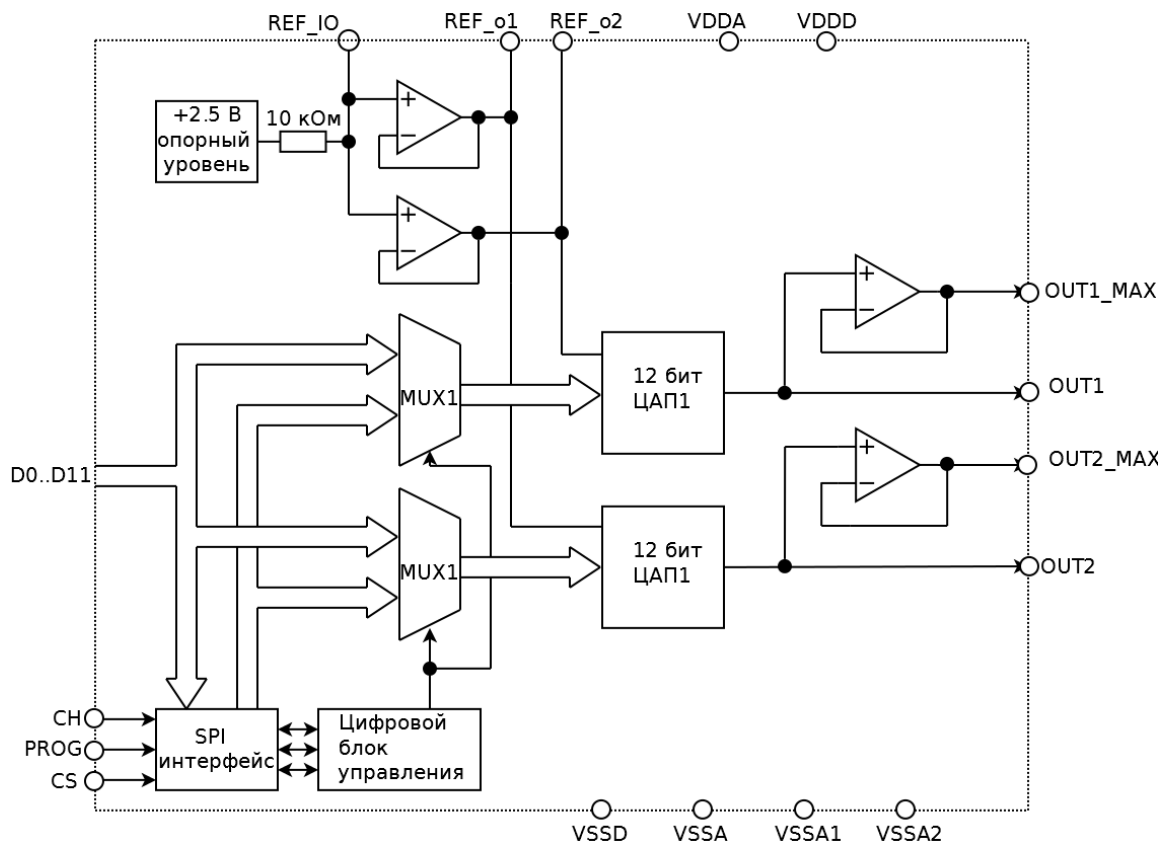 REF_IO
REF_o1
REF_o2
VDDA
VDDD
+2.5 В
опорный
уровень
10 кОм
+
−
+
−
+
−
OUT1_MAX
MUX1
12 бит
ЦАП1
OUT1
+
−
OUT2_MAX
D0..D11
MUX1
12 бит
ЦАП1
OUT2
CH
PROG
CS
SPI
интерфейс
Цифровой
блок
управления
VSSD
VSSA
VSSA1
VSSA2